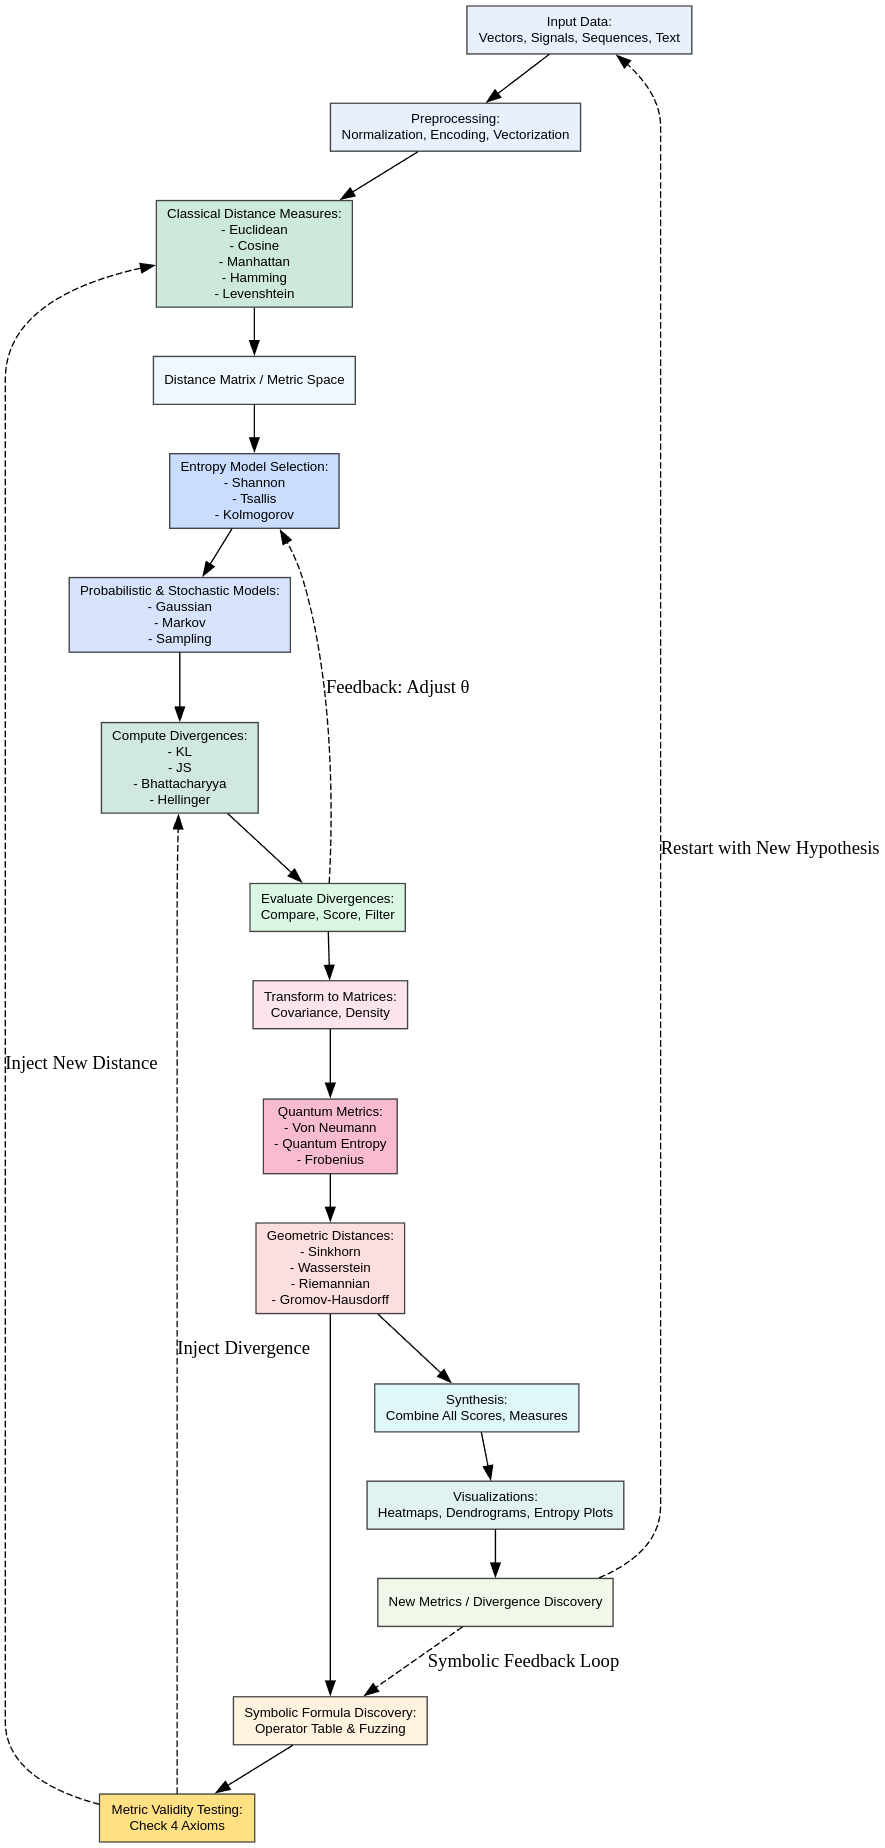 Input Data:
Vectors, Signals, Sequences, Text
Preprocessing:
Normalization, Encoding, Vectorization
Classical Distance Measures:
- Euclidean
- Cosine
- Manhattan
- Hamming
- Levenshtein
Distance Matrix / Metric Space
Entropy Model Selection:
- Shannon
- Tsallis
- Kolmogorov
Probabilistic & Stochastic Models:
- Gaussian
- Markov
- Sampling
Feedback: Adjust θ
Compute Divergences:
- KL
- JS
- Bhattacharyya
- Hellinger
Restart with New Hypothesis
Evaluate Divergences:
Compare, Score, Filter
Transform to Matrices:
Covariance, Density
Inject New Distance
Quantum Metrics:
- Von Neumann
- Quantum Entropy
- Frobenius
Geometric Distances:
- Sinkhorn
- Wasserstein
- Riemannian
- Gromov-Hausdorff
Inject Divergence
Synthesis:
Combine All Scores, Measures
Visualizations:
Heatmaps, Dendrograms, Entropy Plots
New Metrics / Divergence Discovery
Symbolic Feedback Loop
Symbolic Formula Discovery:
Operator Table & Fuzzing
Metric Validity Testing:
Check 4 Axioms